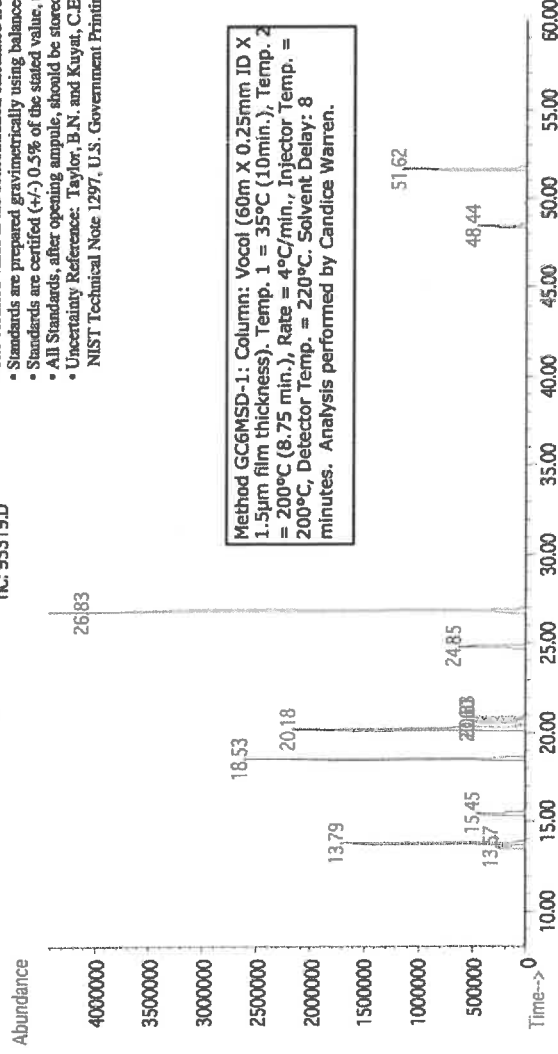 • Standards are prepared gravimetrically using balance
• Standards are certifed (+/-) 0.5% of the stated value,
• All Standards, after opening ampule, should be stored
• Uncertainty Reference: Taylor, B.N. and Kuyat, C.E
NIST Technical Note 1297, U.S. Government Printin
TIC: 95319.D
Method GC6MSD-1: Column: Vocol (60m X 0.25mm ID X
1.5µm film thickness). Temp. 1 = 35°C (10min.), Temp. 2
= 200°C (8.75 min.), Rate = 4°C/min., Injector Temp. =
200°C, Detector Temp. = 220°C. Solvent Delay: 8
minutes. Analysis performed by Candice Warren.
Abundance
4000000
3500000
3000000
2500000
2000000
1500000
1000000
500000
0
13.57
13.79
15.45
18.53
20.18
24.85
26.83
48.44
51.62
Time-->
10.00
15.00
20.00
25.00
30.00
35.00
40.00
45.00
50.00
55.00
60.00